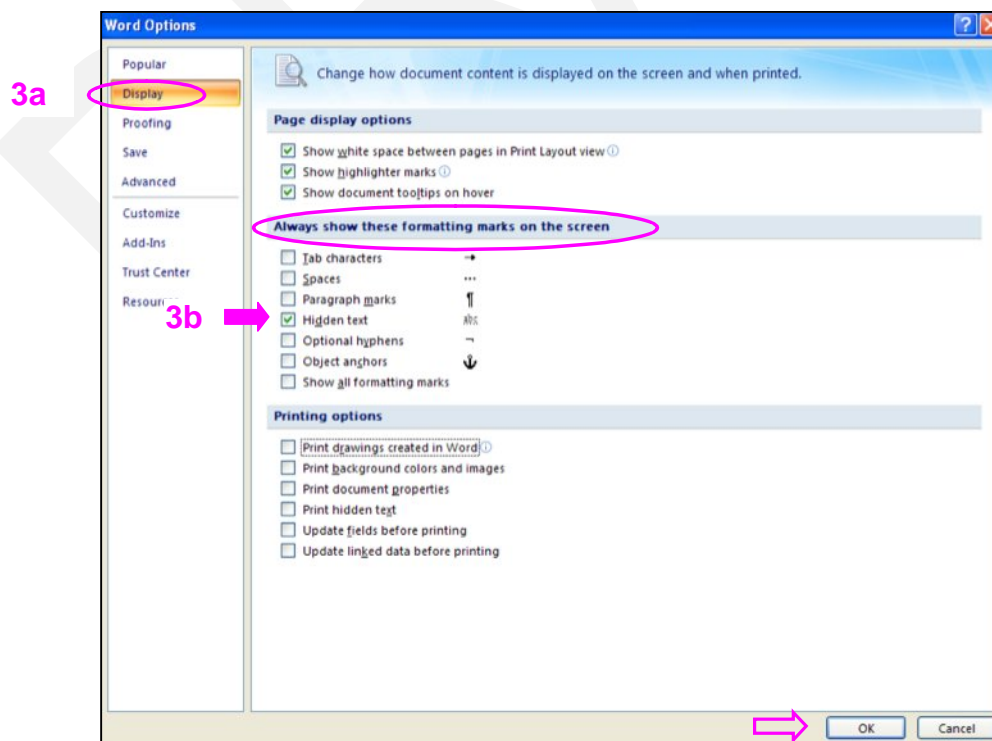 Word Options
?
Popular
3a
Display
Proofing
Save
Advanced
Customize
Add-Ins
Trust Center
3b
Change how document content is displayed on the screen and when printed.
Page display options
Show white space between pages in Print Layout view
Show highlighter marks
Show document tooltips on hover
Always show these formatting marks on the screen
Tab characters →
Spaces ...
Paragraph marks ¶
Hidden text abc
Optional hyphens ¬
Object anchors
Show all formatting marks
Printing options
Print drawings created in Word
Print background colors and images
Print document properties
Print hidden text
Update fields before printing
Update linked data before printing
OK Cancel